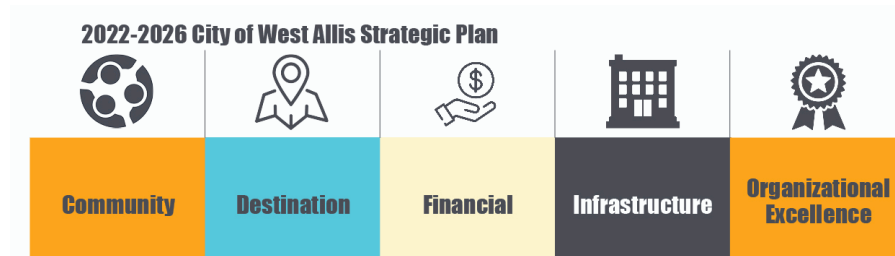 2022-2026 City of West Allis Strategic Plan
$
Community
Destination
Financial
Infrastructure
Organizational
Excellence